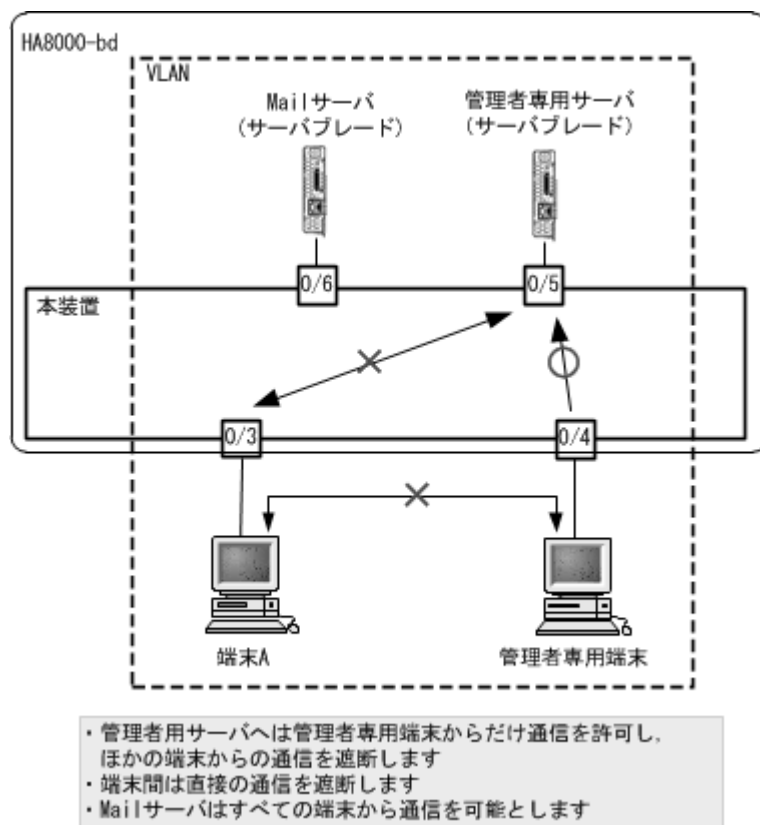 HA8000-bd
VLAN
Mailサーバ
(サーバブレード)
管理者専用サーバ
(サーバブレード)
0/6
0/5
本装置
0/3
0/4
端末A
管理者専用端末
・管理者用サーバへは管理者専用端末からだけ通信を許可し,
ほかの端末からの通信を遮断します
・端末間は直接の通信を遮断します
・Mailサーバはすべての端末から通信を可能とします